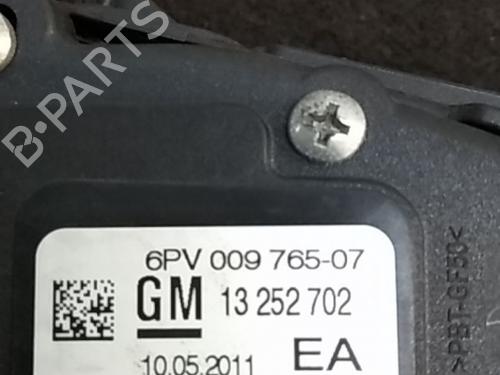 B-PARTS
6PV 009 765-07
GM 13 252 702
10.05.2011 EA
>PBT-GF30<